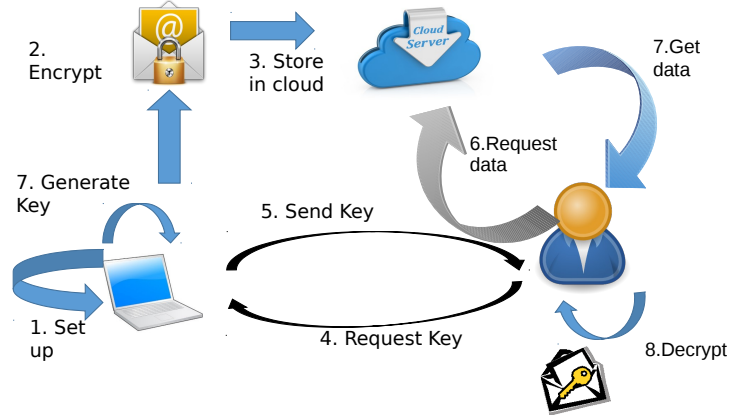 2.
Encrypt
@
3. Store
in cloud
Cloud
Server
7.Get
data
6.Request
data
7. Generate
Key
5. Send Key
1. Set
up
4. Request Key
8.Decrypt